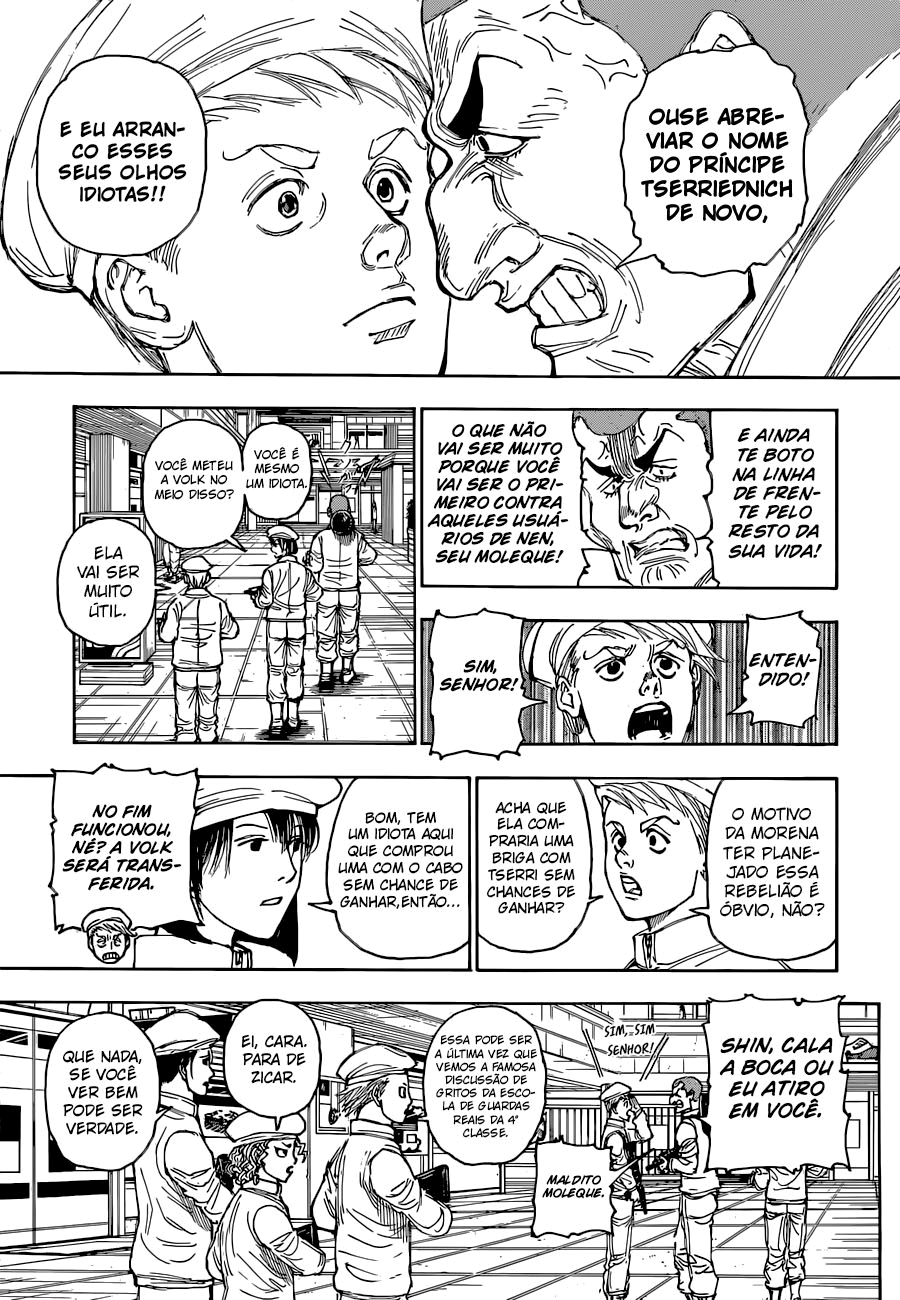 OUSE ABRE-
VIAR O NOME
DO PRÍNCIPE
TSERRIEDNICH
DE NOVO,
E EU ARRAN-
CO ESSES
SEUS OLHOS
IDIOTAS!!
E AINDA
TE BOTO
NA LINHA
DE FREN-
TE PELO
RESTO DA
SUA VIDA!
O QUE NÃO
VAI SER MUITO
PORQUE VOCÊ
VAI SER O PRI-
MEIRO CONTRA
AQUELES USUÁ-
RIOS DE NEN,
SEU MOLEQUE!
ENTEN-
DIDO!
SIM,
SENHOR!
VOCÊ É
MESMO
UM IDIOTA.
VOCÊ METEU
A VOLK NO
MEIO DISSO?
ELA
VAI SER
MUITO
ÚTIL.
O MOTIVO
DA MORENA
TER PLANE-
JADO ESSA
REBELIÃO É
ÓBVIO, NÃO?
ACHA QUE
ELA COM-
PRARIA UMA
BRIGA COM
TSERRI SEM
CHANCES DE
GANHAR?
BOM, TEM
UM IDIOTA AQUI
QUE COMPROU
UMA COM O CABO
SEM CHANCE DE
GANHAR,ENTÃO...
NO FIM
FUNCIONOU,
NÉ? A VOLK
SERÁ TRANS-
FERIDA.
SHIN, CALA
A BOCA OU
EU ATIRO
EM VOCÊ.
SIM, SIM
SENHOR!
MALDITO
MOLEQUE.
ESSA PODE SER
A ÚLTIMA VEZ QUE
VEMOS A FAMOSA
DISCUSSÃO DE
GRITOS DA ESCO-
LA DE GUARDAS
REAIS DA 4ª
CLASSE.
EI, CARA.
PARA DE
ZICAR.
QUE NADA,
SE VOCÊ
VER BEM
PODE SER
VERDADE.